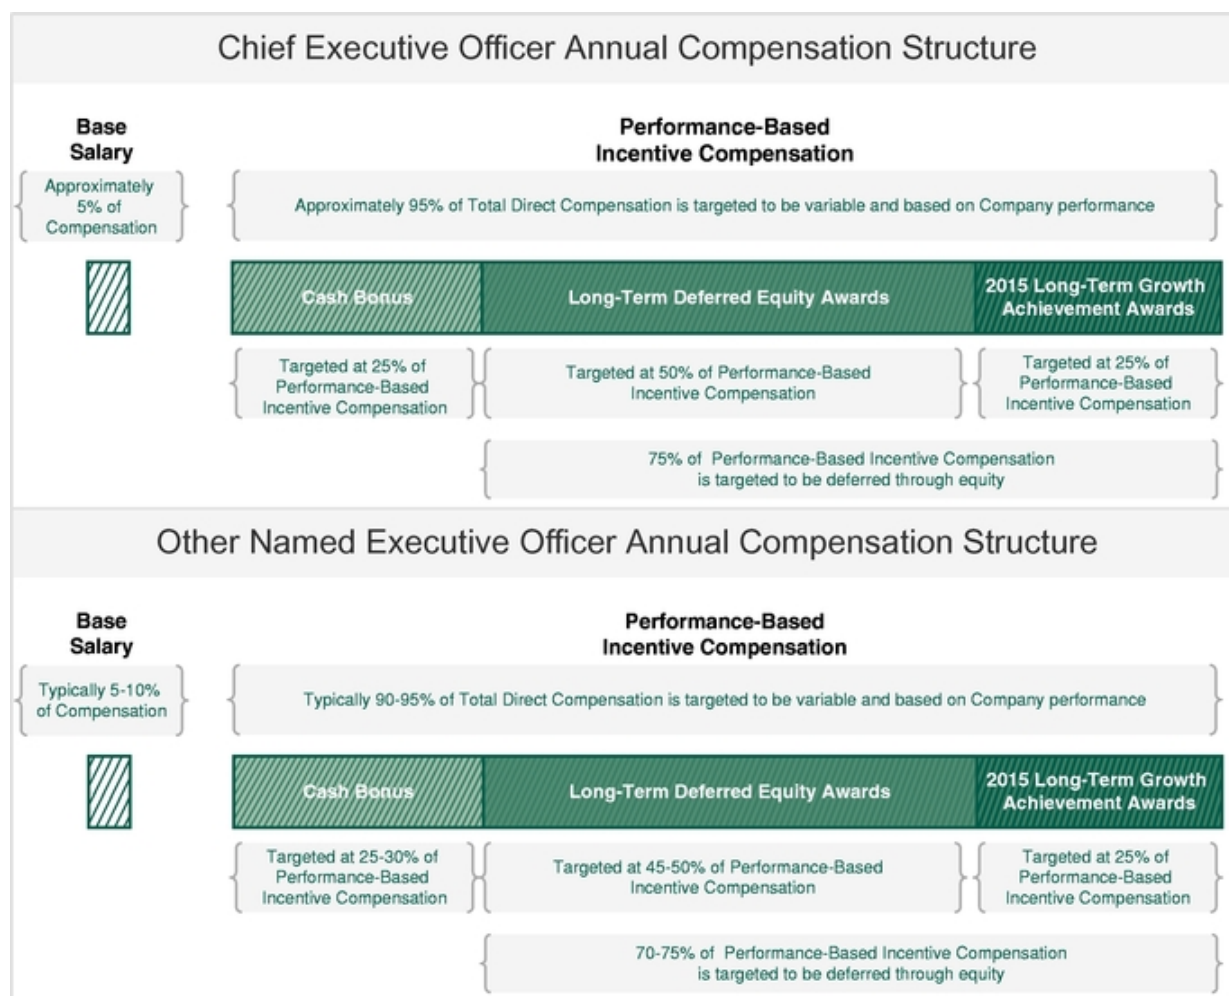 Chief Executive Officer Annual Compensation Structure
Base
Salary
Performance-Based
Incentive Compensation
Approximately
5% of
Compensation
Approximately 95% of Total Direct Compensation is targeted to be variable and based on Company performance
Cash Bonus
Long-Term Deferred Equity Awards
2015 Long-Term Growth
Achievement Awards
Targeted at 25% of
Performance-Based
Incentive Compensation
Targeted at 50% of Performance-Based
Incentive Compensation
Targeted at 25% of
Performance-Based
Incentive Compensation
75% of Performance-Based Incentive Compensation
is targeted to be deferred through equity
Other Named Executive Officer Annual Compensation Structure
Base
Salary
Performance-Based
Incentive Compensation
Typically 5-10%
of Compensation
Typically 90-95% of Total Direct Compensation is targeted to be variable and based on Company performance
Cash Bonus
Long-Term Deferred Equity Awards
2015 Long-Term Growth
Achievement Awards
Targeted at 25-30% of
Performance-Based
Incentive Compensation
Targeted at 45-50% of Performance-Based
Incentive Compensation
Targeted at 25% of
Performance-Based
Incentive Compensation
70-75% of Performance-Based Incentive Compensation
is targeted to be deferred through equity